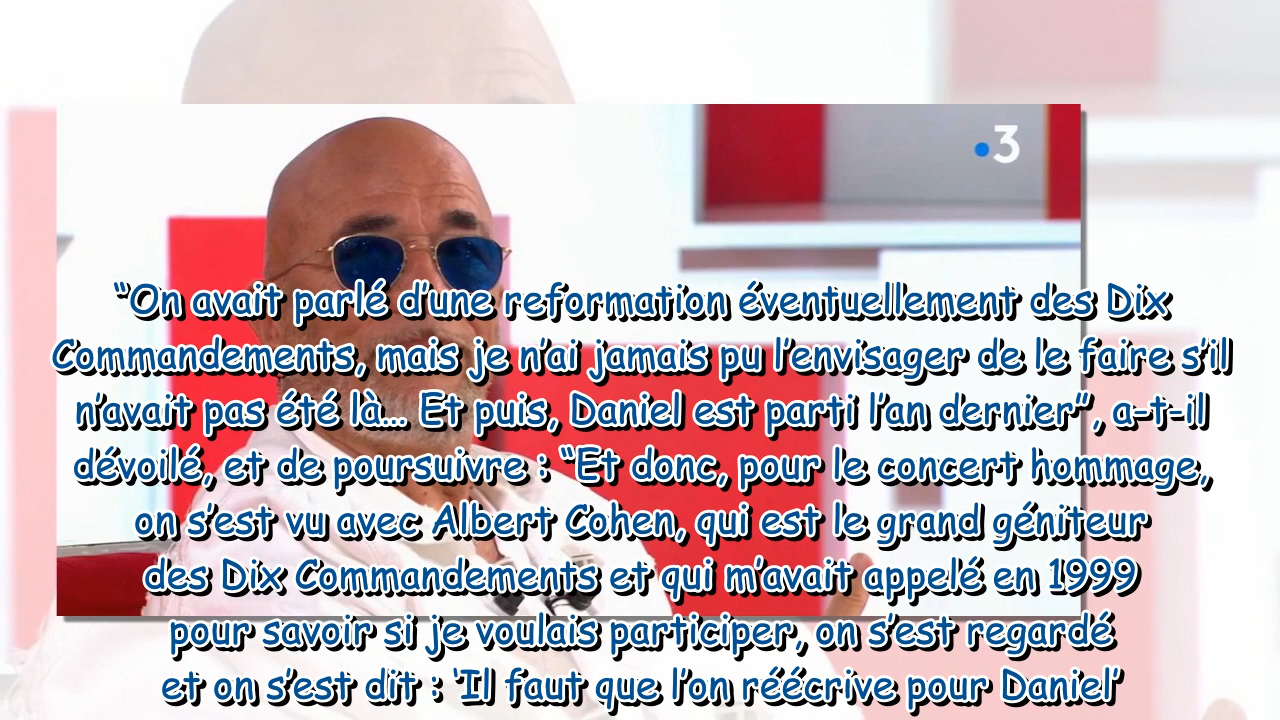 •3
“On avait parlé d’une reformation éventuellement des Dix
Commandements, mais je n’ai jamais pu l’envisager de le faire s’il
n’avait pas été là... Et puis, Daniel est parti l’an dernier”, a-t-il
dévoilé, et de poursuivre : “Et donc, pour le concert hommage,
on s’est vu avec Albert Cohen, qui est le grand géniteur
des Dix Commandements et qui m’avait appelé en 1999
pour savoir si je voulais participer, on s’est regardé
et on s’est dit : ‘Il faut que l’on réécrive pour Daniel’